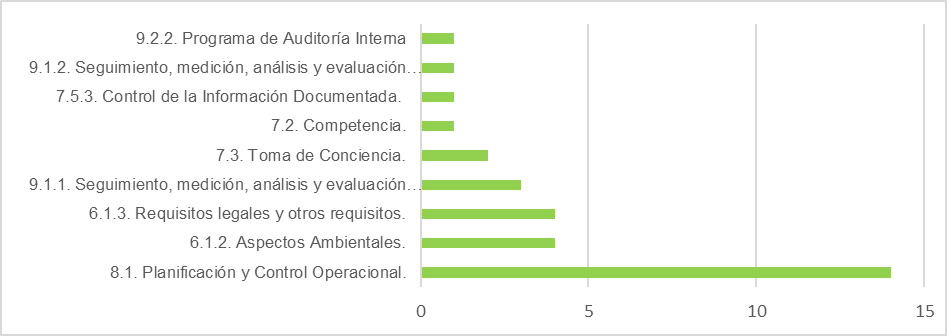 9.2.2. Programa de Auditoría Interna
9.1.2. Seguimiento, medición, análisis y evaluación…
7.5.3. Control de la Información Documentada.
7.2. Competencia.
7.3. Toma de Conciencia.
9.1.1. Seguimiento, medición, análisis y evaluación…
6.1.3. Requisitos legales y otros requisitos.
6.1.2. Aspectos Ambientales.
8.1. Planificación y Control Operacional.
0 5 10 15